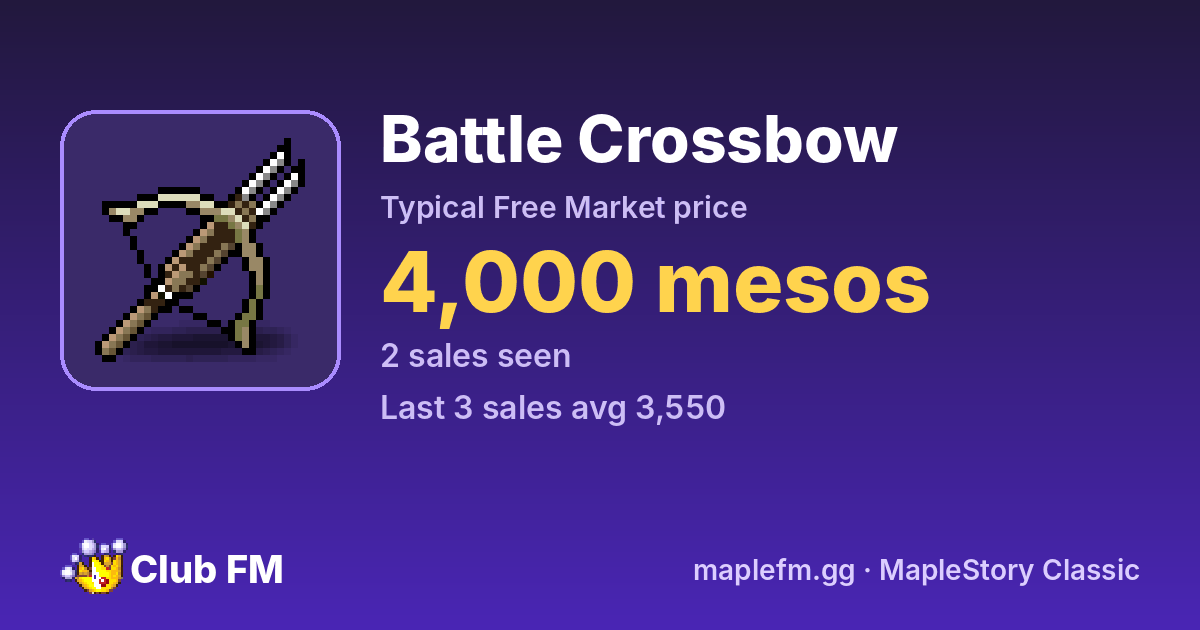 Battle Crossbow
Typical Free Market price
4,000 mesos
2 sales seen
Last 3 sales avg 3,550
Club FM
maplefm.gg · MapleStory Classic